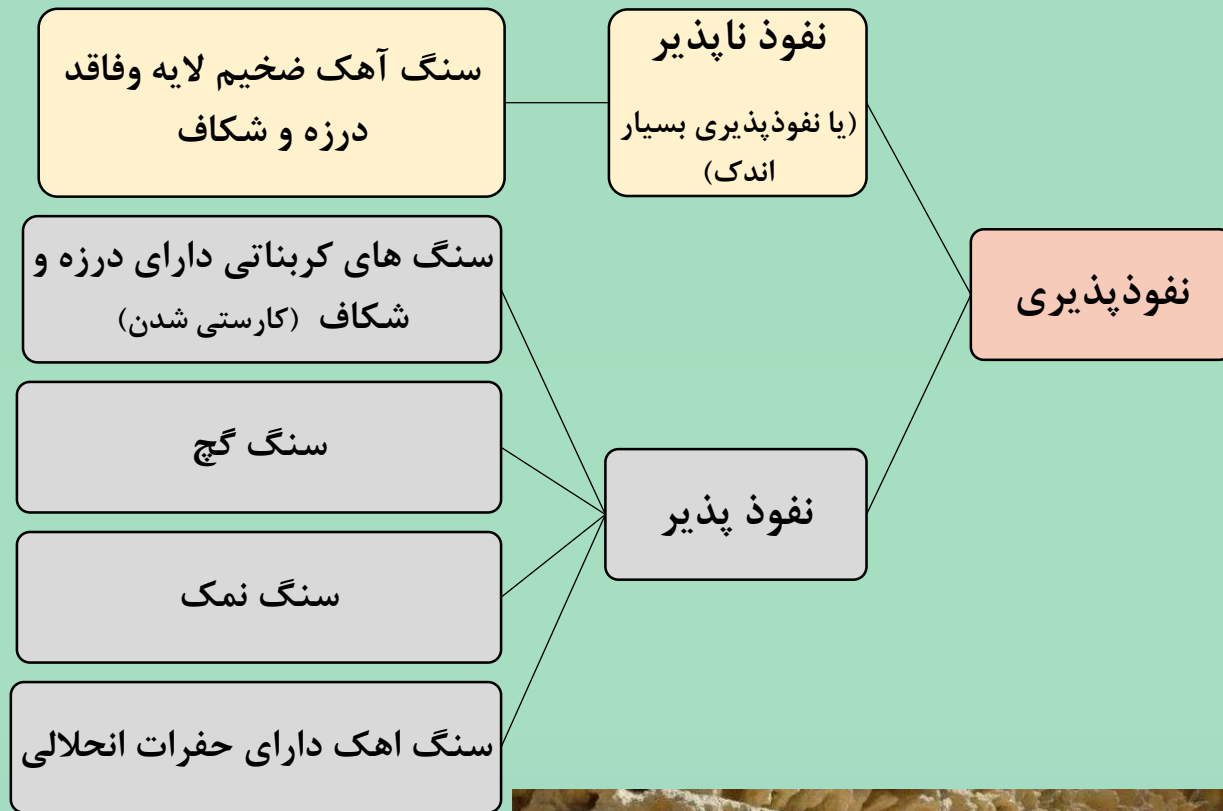 نفوذپذیری
نفوذ ناپذیر
(یا نفوذپذیری بسیار
اندک)
سنگ آهک ضخیم لایه وفاقد
درزه و شکاف
نفوذ پذیر
سنگ های کربناتی دارای درزه و
شکاف (کارستی شدن)
سنگ گچ
سنگ نمک
سنگ اهک دارای حفرات انحلالی